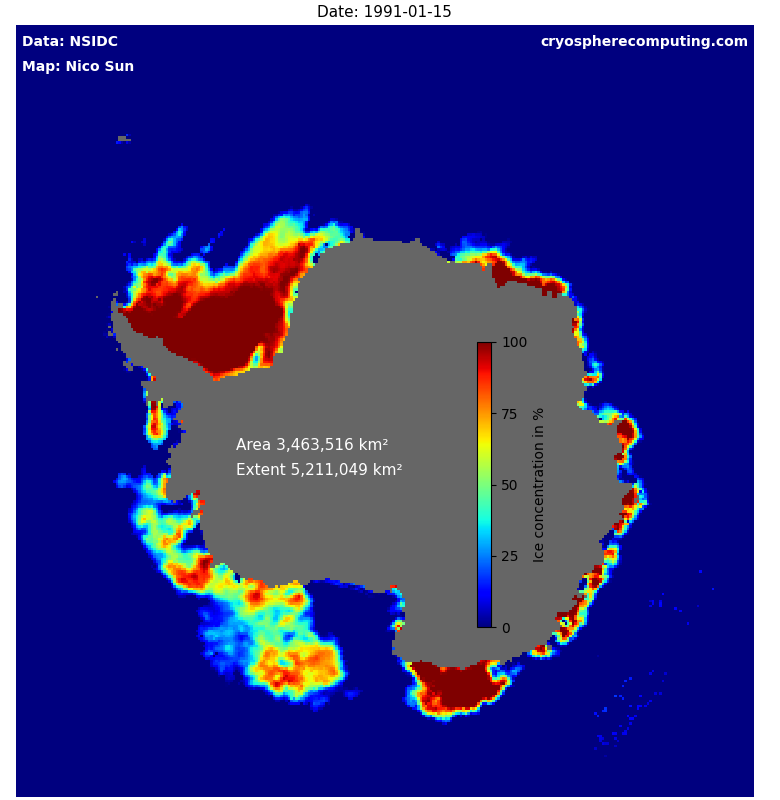 Date: 1991-01-15
Data: NSIDC
cryospherecomputing.com
Map: Nico Sun
100
75
50
25
0
Ice concentration in %
Area 3,463,516 km²
Extent 5,211,049 km²